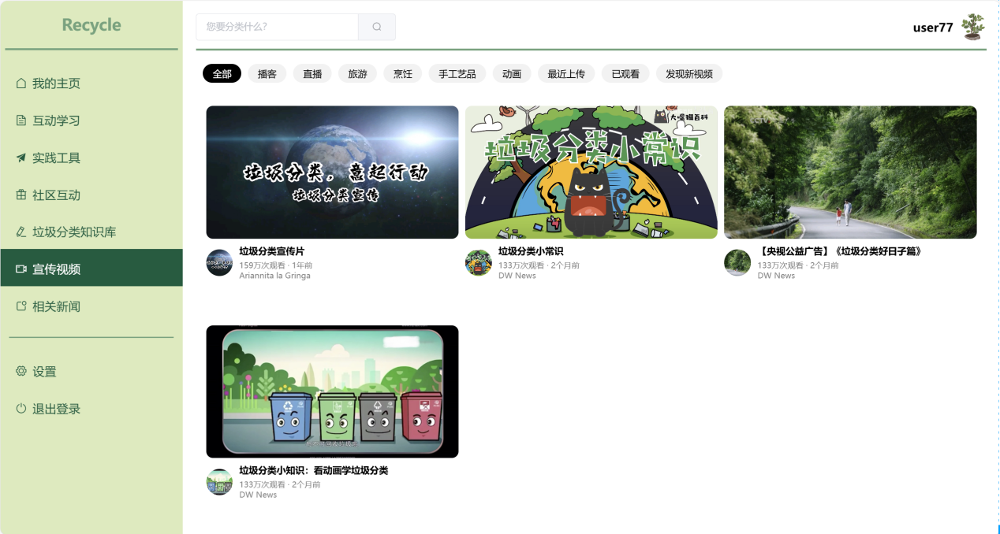 Recycle
您要分类什么?
user77
我的主页
互动学习
实践工具
社区互动
垃圾分类知识库
宣传视频
相关新闻
设置
退出登录
全部
播客
直播
旅游
烹饪
手工艺品
动画
最近上传
已观看
发现新视频
垃圾分类，意起行动
垃圾分类宣传
大喵猫百科
垃圾分类小常识
垃圾分类宣传片
159万次观看 · 1年前
Ariannita la Gringa
垃圾分类小常识
133万次观看 · 2个月前
DW News
【央视公益广告】《垃圾分类好日子篇》
133万次观看 · 2个月前
DW News
垃圾分类小知识：看动画学垃圾分类
133万次观看 · 2个月前
DW News